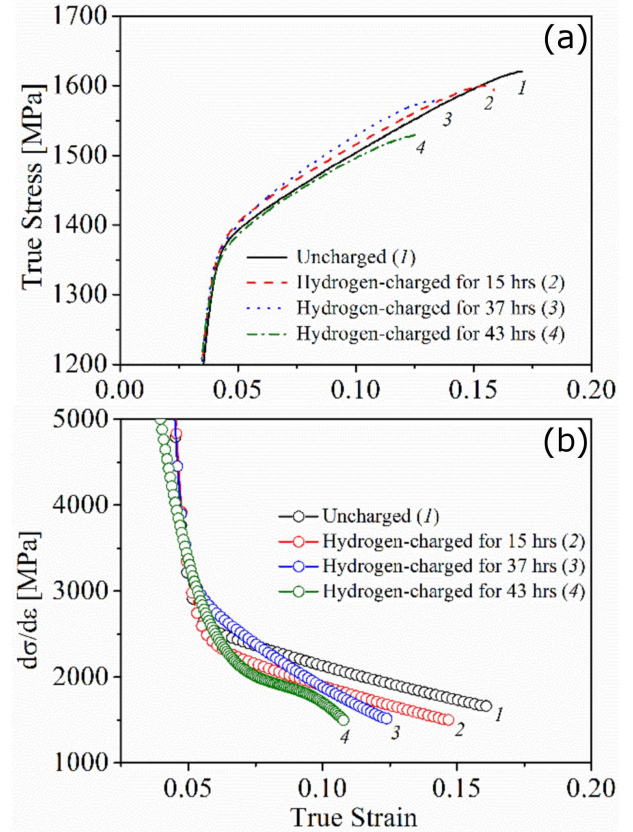 (a)
True Stress [MPa]
1700
1600
1500
1400
1300
1200
1
2
3
4
Uncharged (1)
Hydrogen-charged for 15 hrs (2)
Hydrogen-charged for 37 hrs (3)
Hydrogen-charged for 43 hrs (4)
0.00 0.05 0.10 0.15 0.20
(b)
dσ/dε [MPa]
5000
4000
3000
2000
1000
Uncharged (1)
Hydrogen-charged for 15 hrs (2)
Hydrogen-charged for 37 hrs (3)
Hydrogen-charged for 43 hrs (4)
1
2
3
4
0.05 0.10 0.15 0.20
True Strain